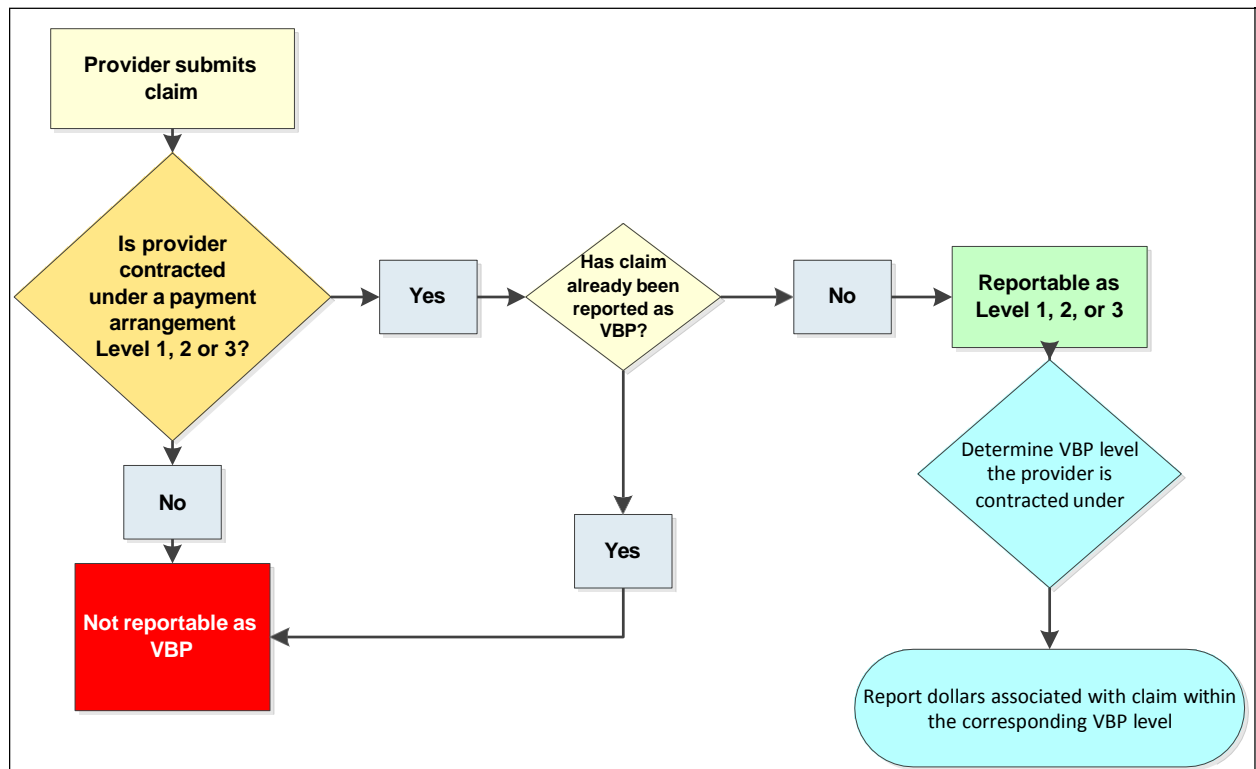 Provider submits
claim
Is provider
contracted
under a payment
arrangement
Level 1, 2 or 3?
Yes
Has claim
already been
reported as
VBP?
No
Reportable as
Level 1, 2, or 3
Determine VBP level
the provider is
contracted under
No
Yes
Not reportable as
VBP
Report dollars associated with claim within
the corresponding VBP level